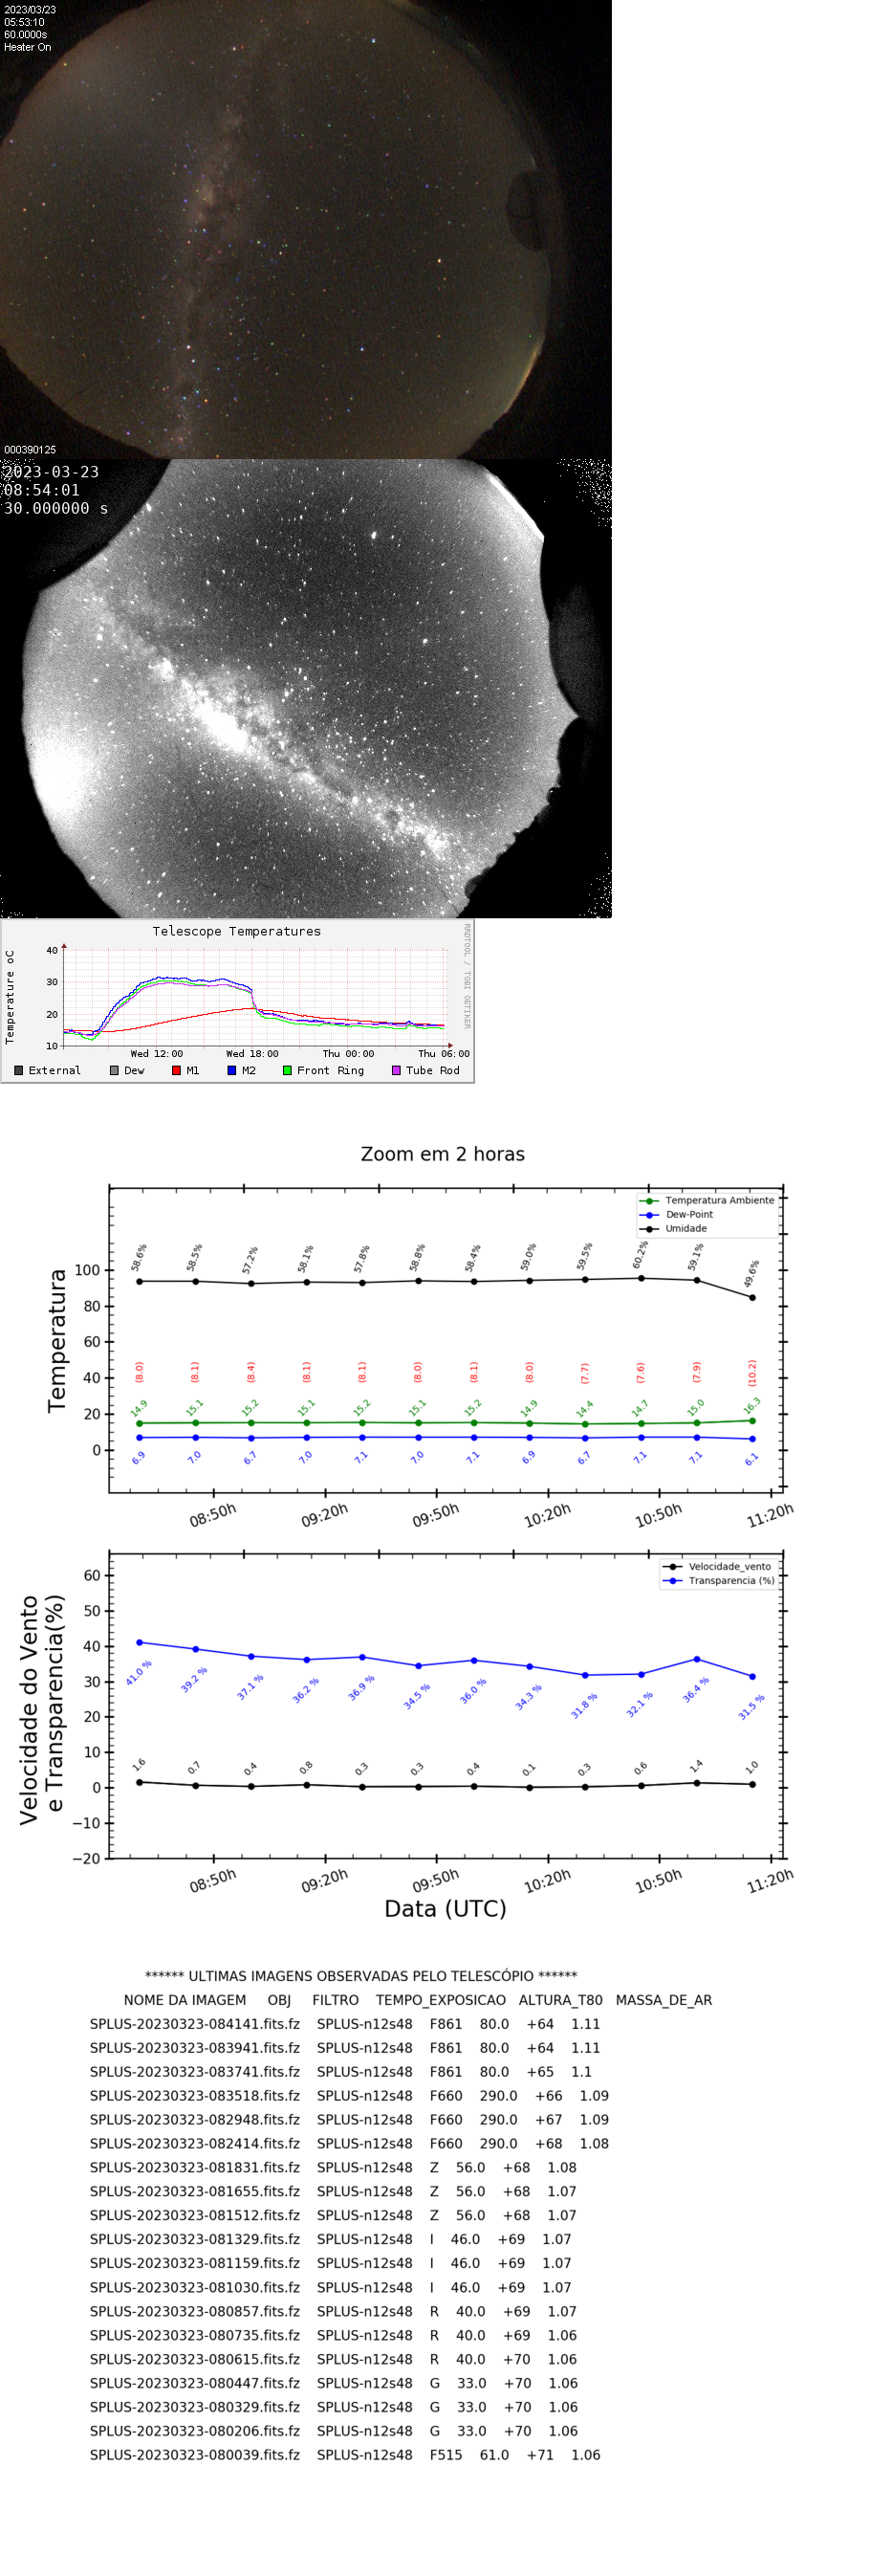 2023/03/23
05:53:10
60.0000s
Heater On
000390125
2023-03-23
08:54:01
30.000000 s
Telescope Temperatures
RRDTOOL / TOBI OETIKER
Temperature oC
40
30
20
10
Wed 12:00 Wed 18:00 Thu 00:00 Thu 06:00
External Dew M1 M2 Front Ring Tube Rod
Zoom em 2 horas
Temperatura Ambiente
Dew-Point
Umidade
Temperatura
100
80
60
40
20
0
58.6% 58.5% 57.2% 58.1% 57.8% 58.8% 58.4% 59.0% 59.5% 60.2% 59.1% 49.6%
(8.0) (8.1) (8.4) (8.1) (8.1) (8.0) (8.1) (8.0) (7.7) (7.6) (7.9) (10.2)
14.9 15.1 15.2 15.1 15.2 15.1 15.2 14.9 14.4 14.7 15.0 16.3
6.9 7.0 6.7 7.0 7.1 7.0 7.1 6.9 6.7 7.1 7.1 6.1
08:50h 09:20h 09:50h 10:20h 10:50h 11:20h
Velocidade_vento
Transparencia (%)
Velocidade do Vento
e Transparencia(%)
60
50
40
30
20
10
0
−10
−20
41.0 % 39.2 % 37.1 % 36.2 % 36.9 % 34.5 % 36.0 % 34.3 % 31.8 % 32.1 % 36.4 % 31.5 %
1.6 0.7 0.4 0.8 0.3 0.3 0.4 0.1 0.3 0.6 1.4 1.0
08:50h 09:20h 09:50h 10:20h 10:50h 11:20h
Data (UTC)
****** ULTIMAS IMAGENS OBSERVADAS PELO TELESCÓPIO ******
NOME DA IMAGEM OBJ FILTRO TEMPO_EXPOSICAO ALTURA_T80 MASSA_DE_AR
SPLUS-20230323-084141.fits.fz SPLUS-n12s48 F861 80.0 +64 1.11
SPLUS-20230323-083941.fits.fz SPLUS-n12s48 F861 80.0 +64 1.11
SPLUS-20230323-083741.fits.fz SPLUS-n12s48 F861 80.0 +65 1.1
SPLUS-20230323-083518.fits.fz SPLUS-n12s48 F660 290.0 +66 1.09
SPLUS-20230323-082948.fits.fz SPLUS-n12s48 F660 290.0 +67 1.09
SPLUS-20230323-082414.fits.fz SPLUS-n12s48 F660 290.0 +68 1.08
SPLUS-20230323-081831.fits.fz SPLUS-n12s48 Z 56.0 +68 1.08
SPLUS-20230323-081655.fits.fz SPLUS-n12s48 Z 56.0 +68 1.07
SPLUS-20230323-081512.fits.fz SPLUS-n12s48 Z 56.0 +68 1.07
SPLUS-20230323-081329.fits.fz SPLUS-n12s48 I 46.0 +69 1.07
SPLUS-20230323-081159.fits.fz SPLUS-n12s48 I 46.0 +69 1.07
SPLUS-20230323-081030.fits.fz SPLUS-n12s48 I 46.0 +69 1.07
SPLUS-20230323-080857.fits.fz SPLUS-n12s48 R 40.0 +69 1.07
SPLUS-20230323-080735.fits.fz SPLUS-n12s48 R 40.0 +69 1.06
SPLUS-20230323-080615.fits.fz SPLUS-n12s48 R 40.0 +70 1.06
SPLUS-20230323-080447.fits.fz SPLUS-n12s48 G 33.0 +70 1.06
SPLUS-20230323-080329.fits.fz SPLUS-n12s48 G 33.0 +70 1.06
SPLUS-20230323-080206.fits.fz SPLUS-n12s48 G 33.0 +70 1.06
SPLUS-20230323-080039.fits.fz SPLUS-n12s48 F515 61.0 +71 1.06